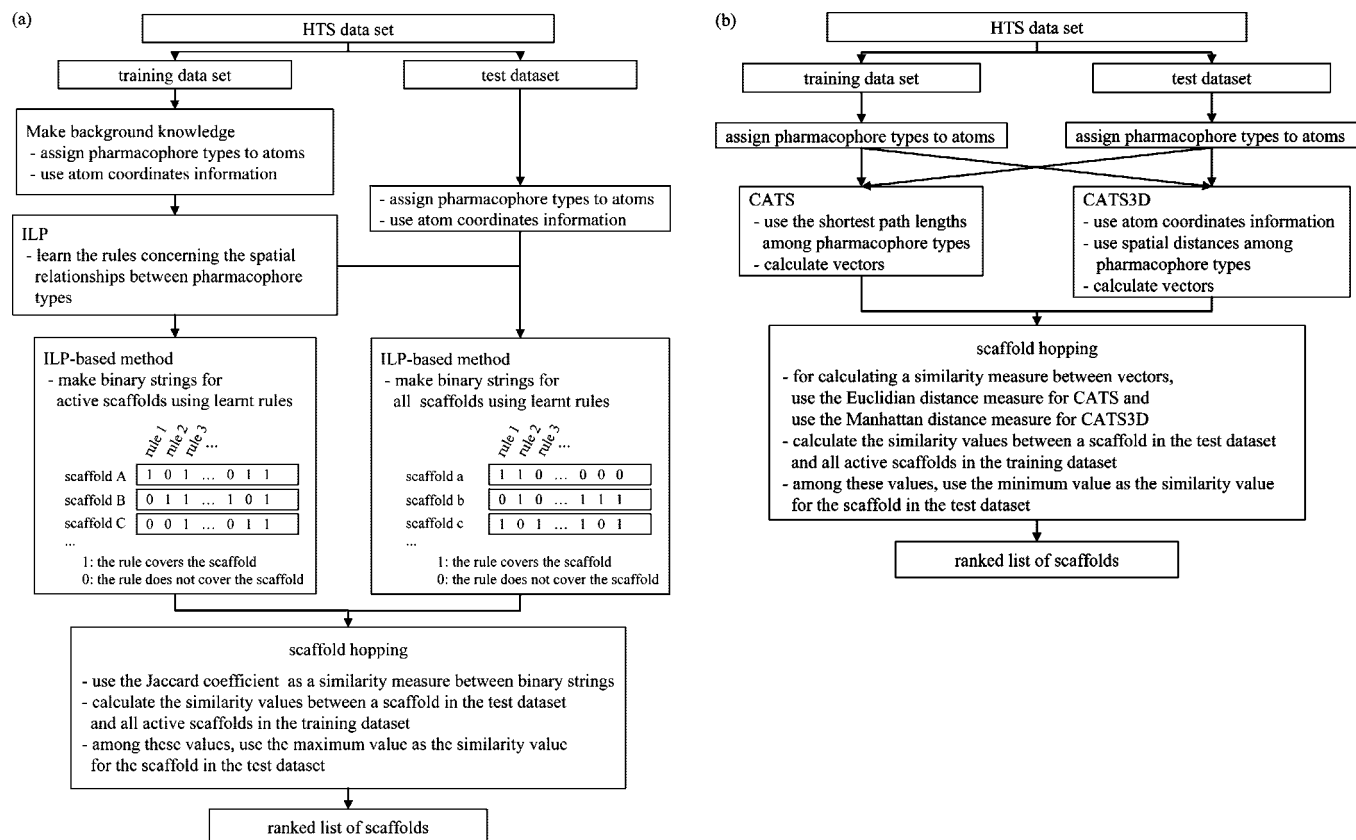 (a)
HTS data set
training data set
test dataset
Make background knowledge
- assign pharmacophore types to atoms
- use atom coordinates information
- assign pharmacophore types to atoms
- use atom coordinates information
ILP
- learn the rules concerning the spatial
relationships between pharmacophore
types
ILP-based method
- make binary strings for
active scaffolds using learnt rules
rule 1 rule 2 rule 3 ...
scaffold A 1 0 1 ... 0 1 1
scaffold B 0 1 1 ... 1 0 1
scaffold C 0 0 1 ... 0 1 1
...
1: the rule covers the scaffold
0: the rule does not cover the scaffold
ILP-based method
- make binary strings for
all scaffolds using learnt rules
rule 1 rule 2 rule 3 ...
scaffold a 1 1 0 ... 0 0 0
scaffold b 0 1 0 ... 1 1 1
scaffold c 1 0 1 ... 1 0 1
...
1: the rule covers the scaffold
0: the rule does not cover the scaffold
scaffold hopping
- use the Jaccard coefficient as a similarity measure between binary strings
- calculate the similarity values between a scaffold in the test dataset
and all active scaffolds in the training dataset
- among these values, use the maximum value as the similarity value
for the scaffold in the test dataset
ranked list of scaffolds
(b)
HTS data set
training data set
test dataset
assign pharmacophore types to atoms
assign pharmacophore types to atoms
CATS
- use the shortest path lengths
among pharmacophore types
- calculate vectors
CATS3D
- use atom coordinates information
- use spatial distances among
pharmacophore types
- calculate vectors
scaffold hopping
- for calculating a similarity measure between vectors,
use the Euclidian distance measure for CATS and
use the Manhattan distance measure for CATS3D
- calculate the similarity values between a scaffold in the test dataset
and all active scaffolds in the training dataset
- among these values, use the minimum value as the similarity value
for the scaffold in the test dataset
ranked list of scaffolds